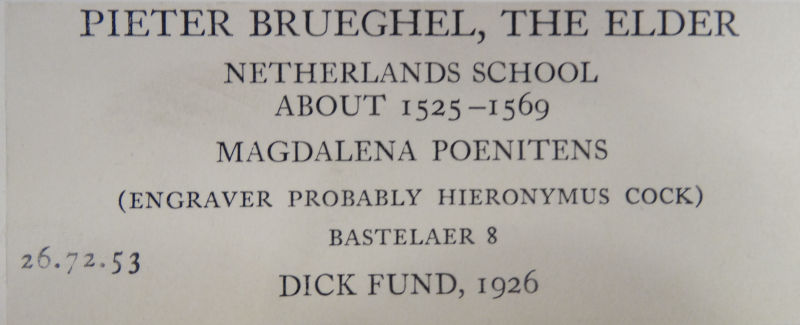 PIETER BRUEGHEL, THE ELDER
NETHERLANDS SCHOOL
ABOUT 1525–1569
MAGDALENA POENITENS
(ENGRAVER PROBABLY HIERONYMUS COCK)
BASTELAER 8
26.72.53
DICK FUND, 1926